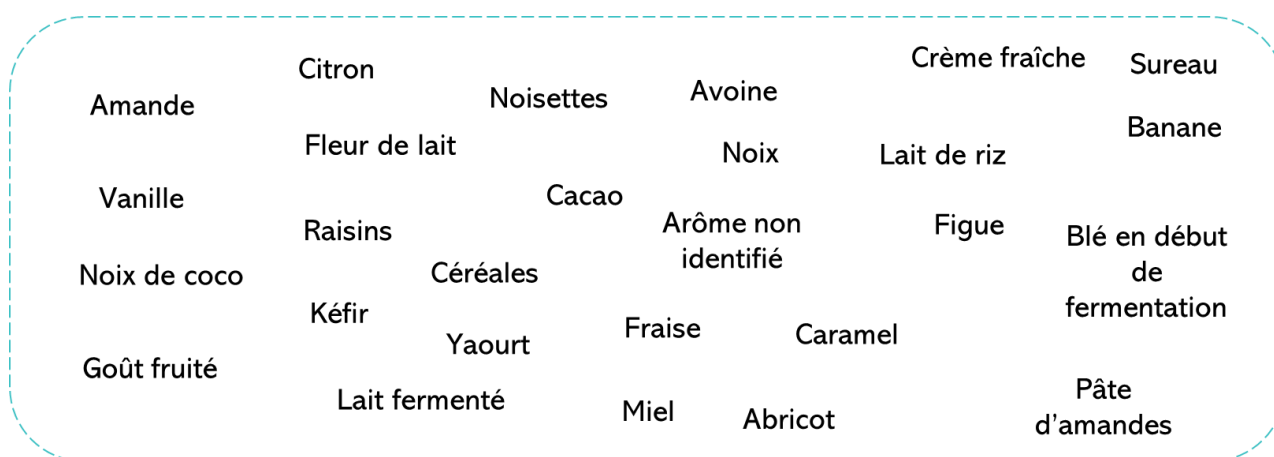 Crème fraîche
Sureau
Citron
Avoine
Noisettes
Amande
Banane
Fleur de lait
Noix
Lait de riz
Vanille
Cacao
Raisins
Arôme non
identifié
Figue
Blé en début
de
fermentation
Noix de coco
Céréales
Kéfir
Fraise
Caramel
Yaourt
Goût fruité
Lait fermenté
Miel
Abricot
Pâte
d’amandes